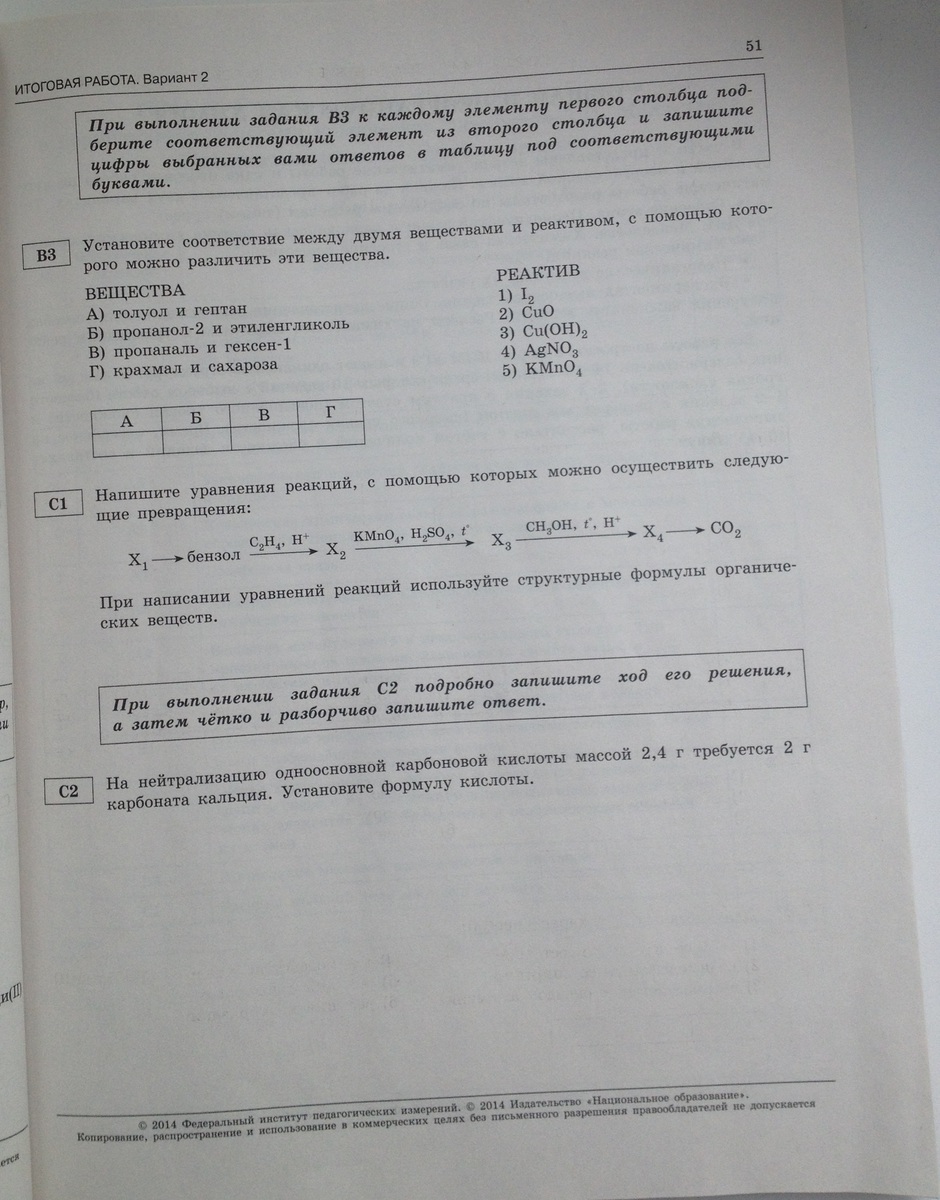 51
ИТОГОВАЯ РАБОТА. Вариант 2
При выполнении задания В3 к каждому элементу первого столбца под-
берите соответствующий элемент из второго столбца и запишите
цифры выбранных вами ответов в таблицу под соответствующими
буквами.
В3
Установите соответствие между двумя веществами и реактивом, с помощью кото-
рого можно различить эти вещества.
ВЕЩЕСТВА
А) толуол и гептан
Б) пропанол-2 и этиленгликоль
В) пропаналь и гексен-1
Г) крахмал и сахароза
РЕАКТИВ
1) I₂
2) CuO
3) Cu(OH)₂
4) AgNO₃
5) KMnO₄
А Б В Г
С1
Напишите уравнения реакций, с помощью которых можно осуществить следую-
щие превращения:
X₁ → бензол C₂H₄, H⁺ → X₂ KMnO₄, H₂SO₄, t° → X₃ CH₃OH, t°, H⁺ → X₄ → CO₂
При написании уравнений реакций используйте структурные формулы органиче-
ских веществ.
При выполнении задания С2 подробно запишите ход его решения,
а затем чётко и разборчиво запишите ответ.
С2
На нейтрализацию одноосновной карбоновой кислоты массой 2,4 г требуется 2 г
карбоната кальция. Установите формулу кислоты.
© 2014 Федеральный институт педагогических измерений. © 2014 Издательство «Национальное образование».
Копирование, распространение и использование в коммерческих целях без письменного разрешения правообладателей не допускается